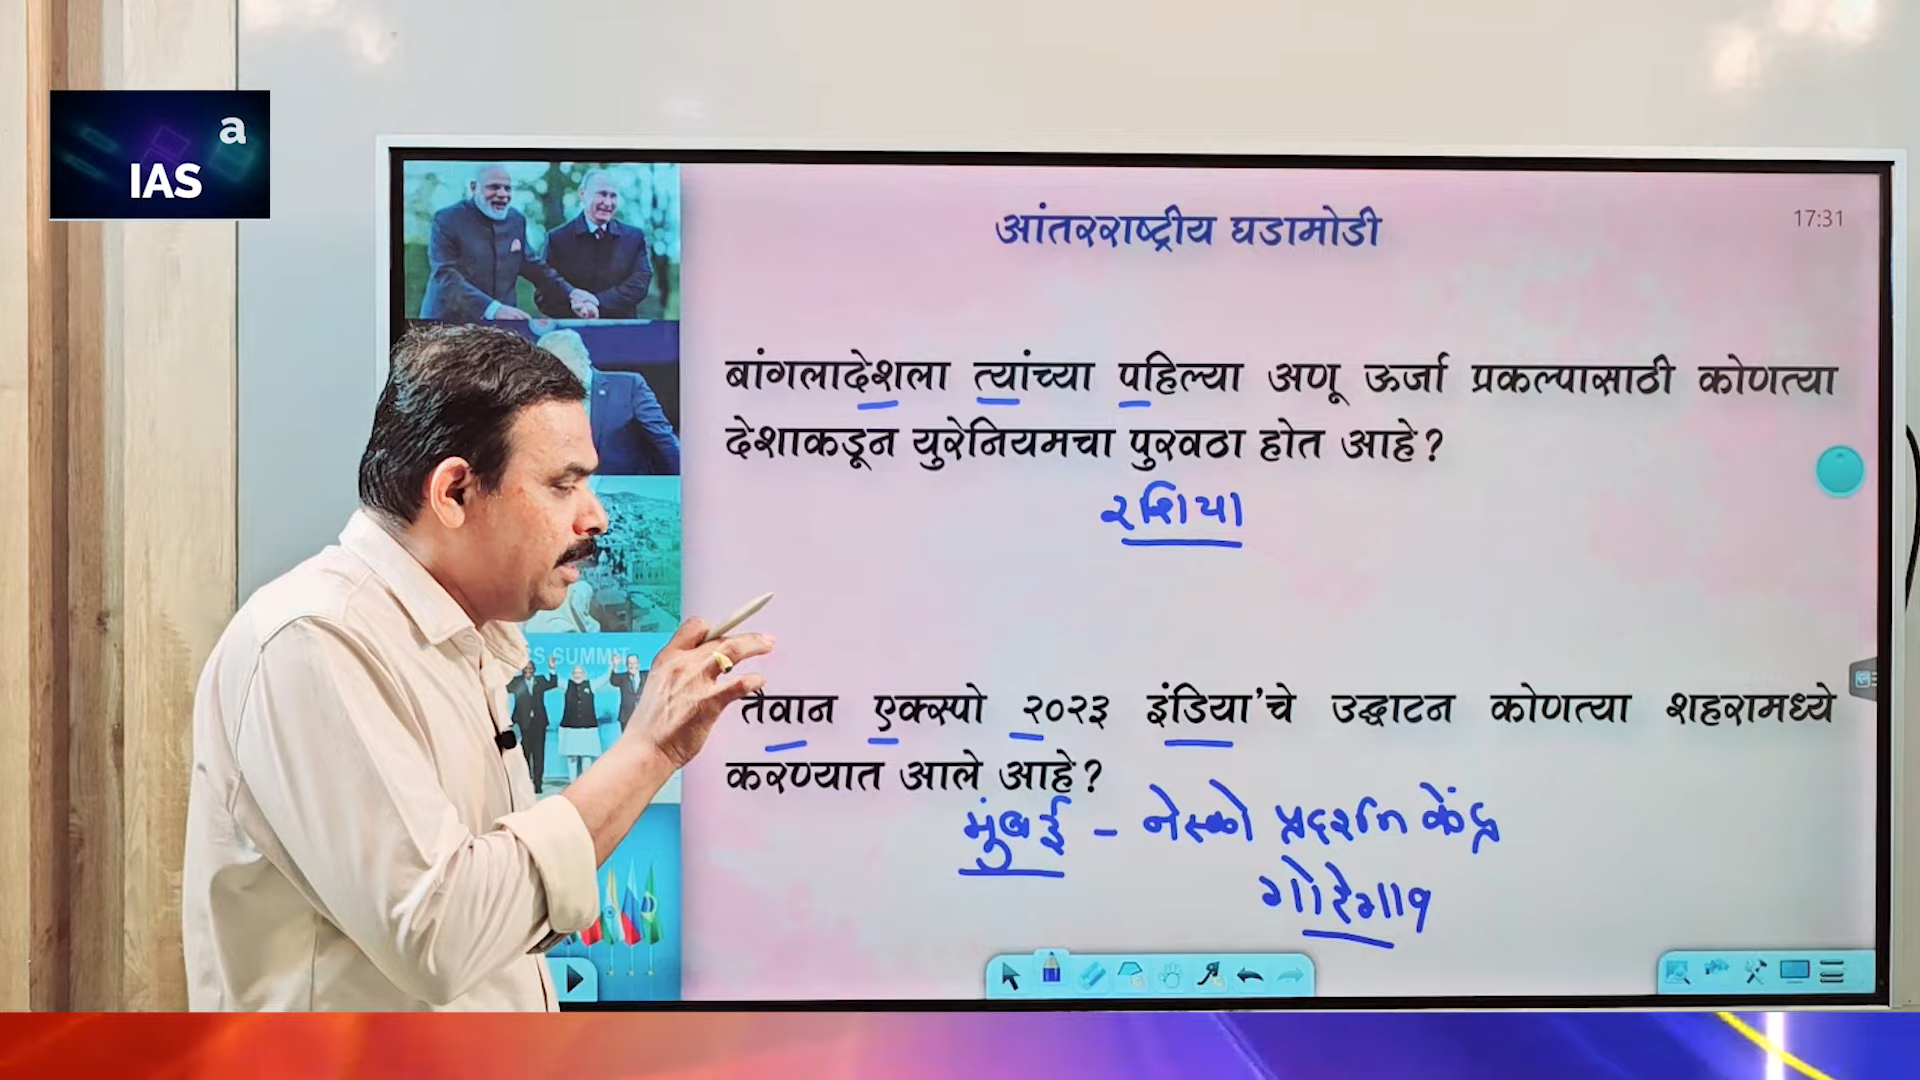 a
IAS
आंतरराष्ट्रीय घडामोडी
17:31
बांगलादेशला त्यांच्या पहिल्या अणू ऊर्जा प्रकल्पासाठी कोणत्या
देशाकडून युरेनियमचा पुरवठा होत आहे?
रशिया
CS SUMMIT
तैवान एक्स्पो २०२३ इंडिया'चे उद्घाटन कोणत्या शहरामध्ये
करण्यात आले आहे?
मुंबई - नेस्को प्रदर्शन केंद्र
गोरेगाव